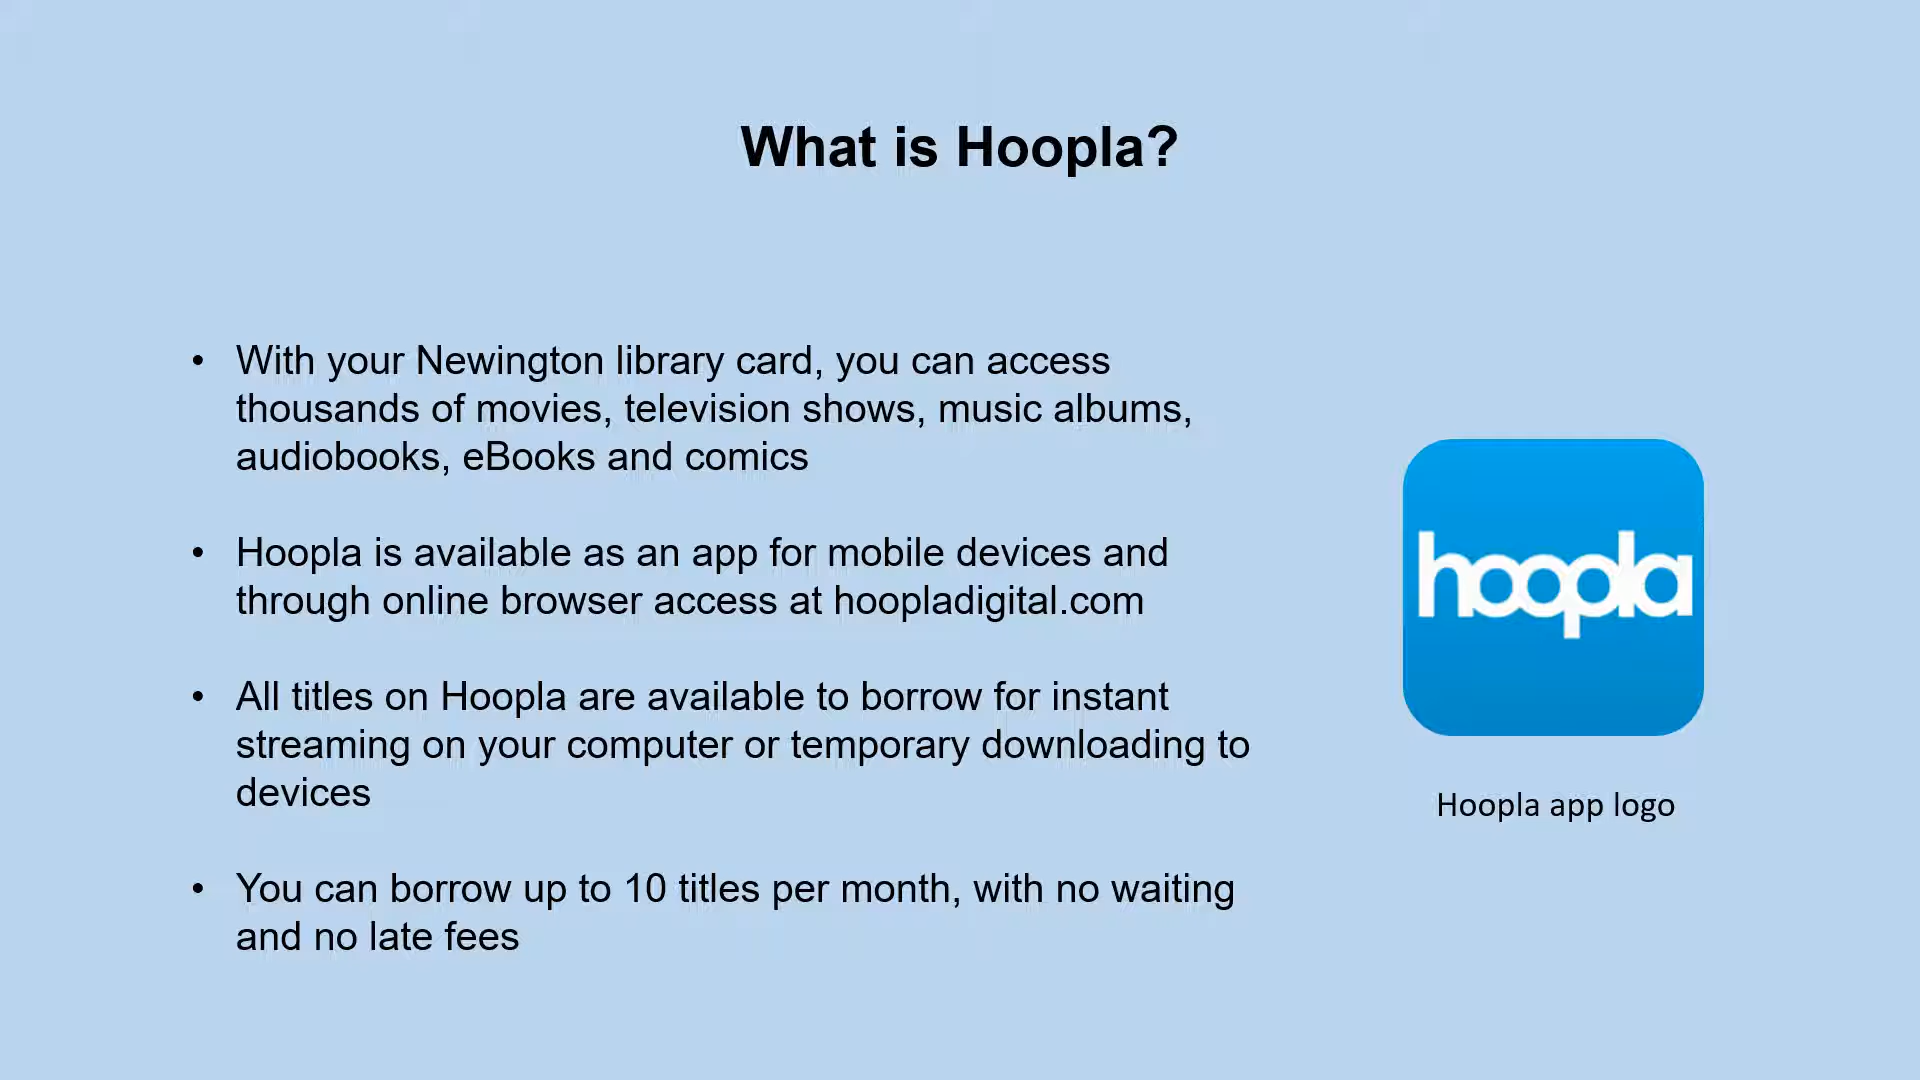 What is Hoopla?
• With your Newington library card, you can access
thousands of movies, television shows, music albums,
audiobooks, eBooks and comics
• Hoopla is available as an app for mobile devices and
through online browser access at hoopladigital.com
• All titles on Hoopla are available to borrow for instant
streaming on your computer or temporary downloading to
devices
• You can borrow up to 10 titles per month, with no waiting
and no late fees
hoopla
Hoopla app logo